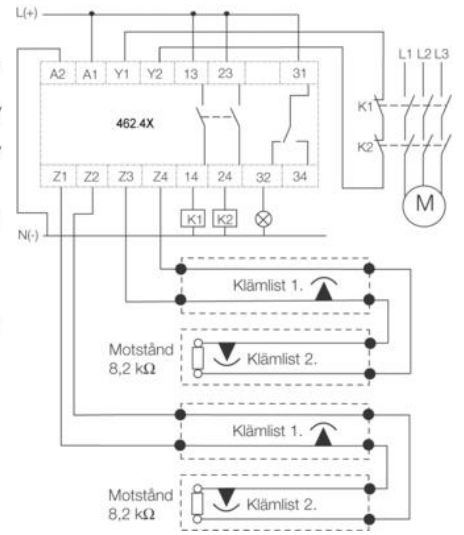 L(+)
L1 L2 L3
A2 A1 Y1 Y2 13 23 31
K1
462.4X
K2
Z1 Z2 Z3 Z4 14 24 32 34
M
K1 K2
N(-)
Klämlist 1.
Motstånd
8,2 kΩ
Klämlist 2.
Klämlist 1.
Motstånd
8,2 kΩ
Klämlist 2.